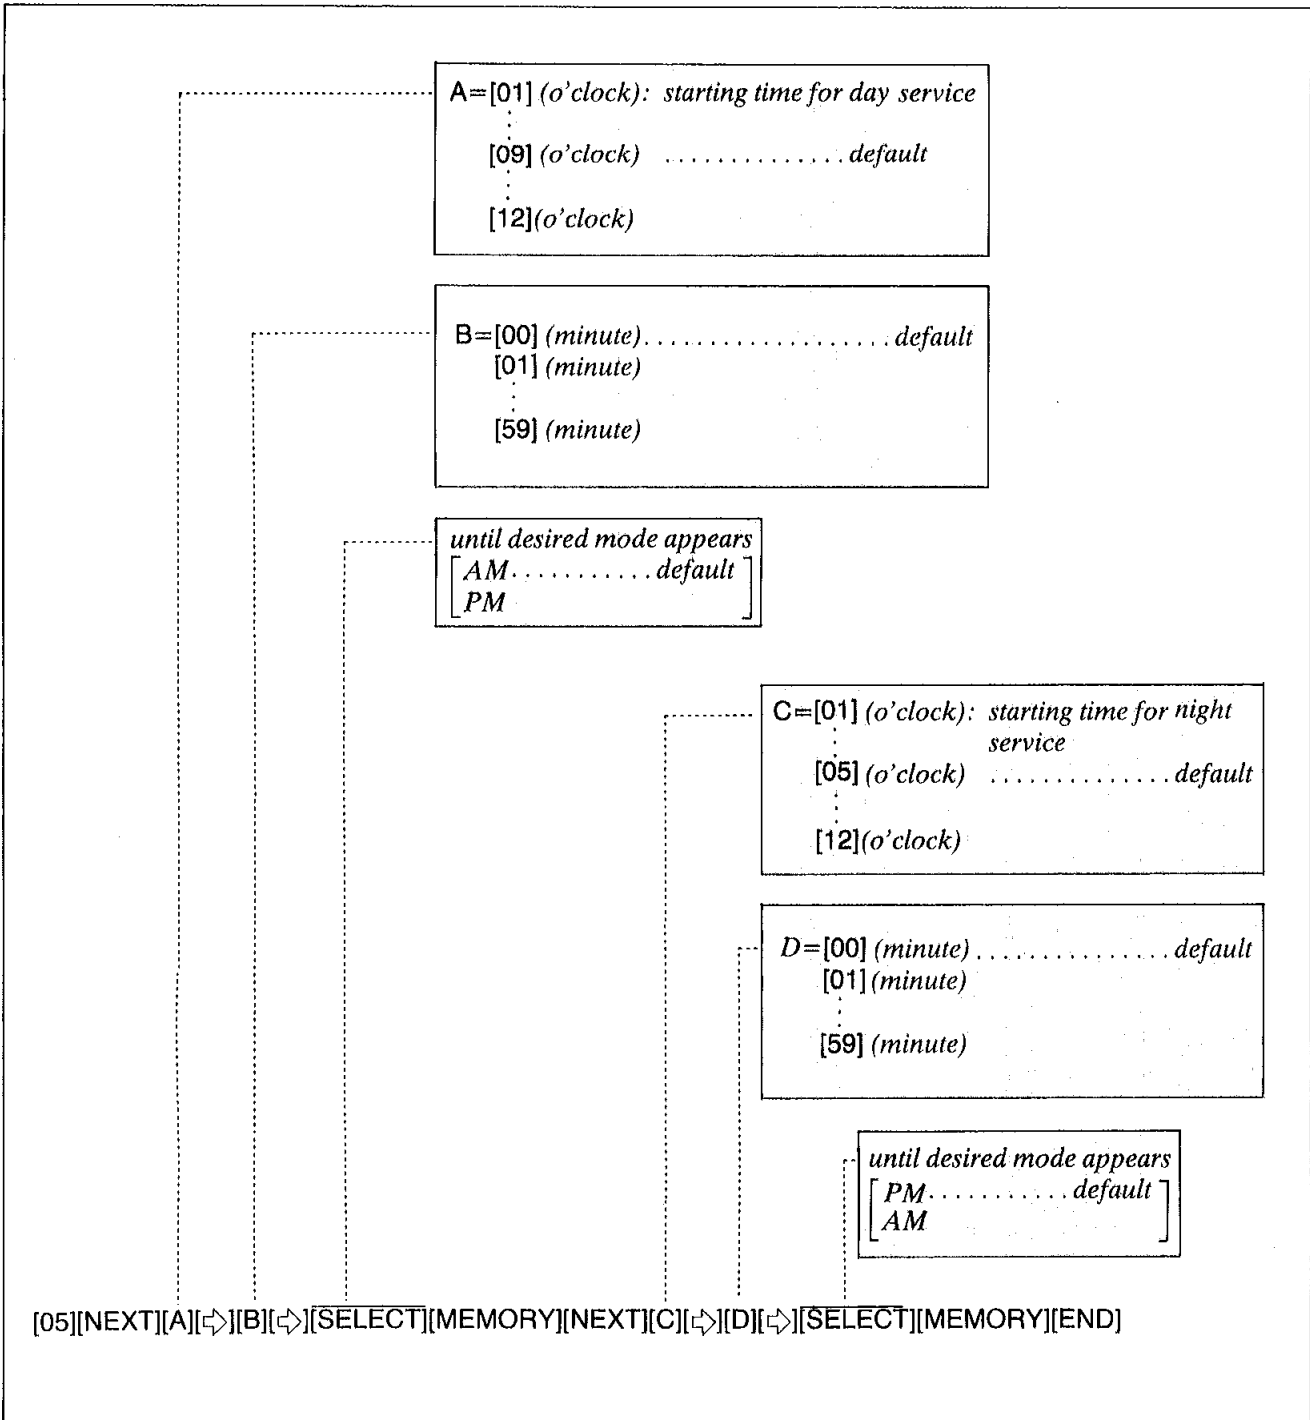 A=[01] (o'clock): starting time for day service
[09] (o'clock) .............. default
[12](o'clock)
B=[00] (minute)................... default
[01] (minute)
[59] (minute)
until desired mode appears
AM........... default
PM
C=[01] (o'clock): starting time for night
service
[05] (o'clock) .............. default
[12](o'clock)
D=[00] (minute)............... default
[01] (minute)
[59] (minute)
until desired mode appears
PM........... default
AM
[05][NEXT][A][⇨][B][⇨][SELECT][MEMORY][NEXT][C][⇨][D][⇨][SELECT][MEMORY][END]